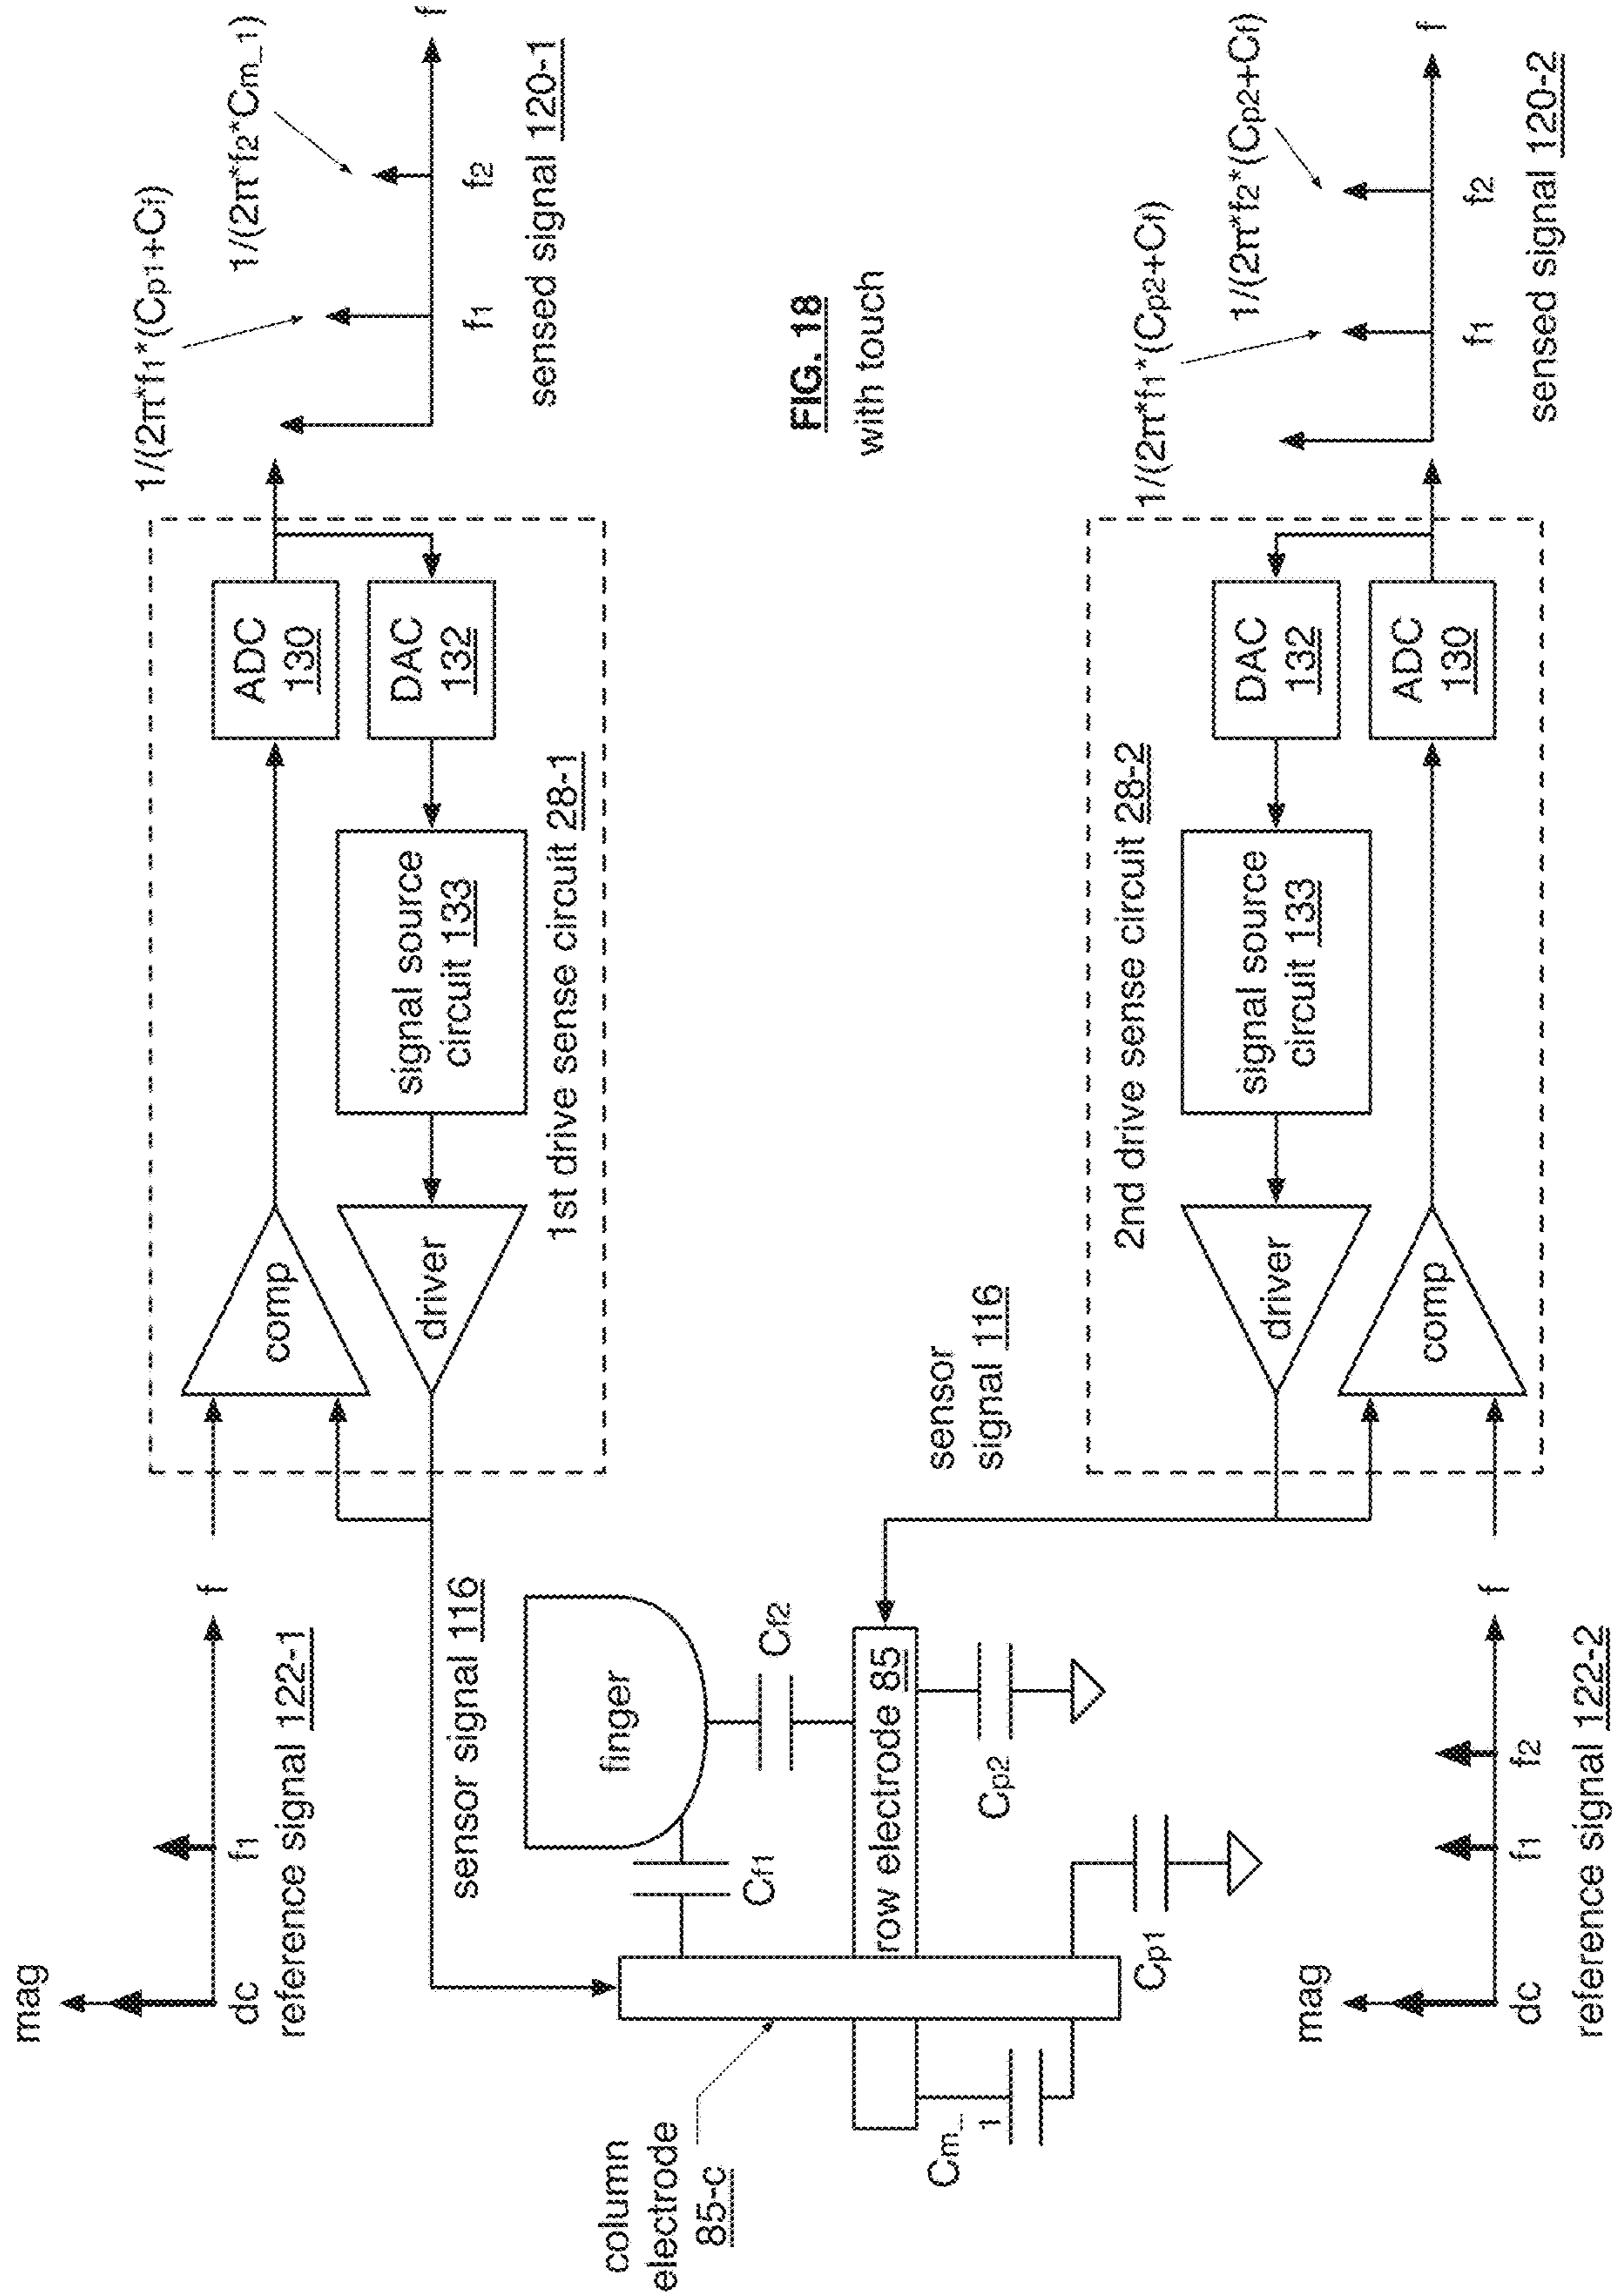 mag
dc
f1
f
reference signal 122-1
sensor signal 116
comp
driver
ADC
130
DAC
132
signal source
circuit 133
1st drive sense circuit 28-1
1/(2π*f1*(Cp1+Cf)
1/(2π*f2*Cm_1)
f1
f2
f
sensed signal 120-1
column
electrode
85-c
finger
Cf1
Cf2
row electrode 85
Cm_
1
Cp1
Cp2
sensor
signal 116
FIG. 18
with touch
2nd drive sense circuit 28-2
driver
signal source
circuit 133
DAC
132
comp
ADC
130
1/(2π*f1*(Cp2+Cf)
1/(2π*f2*(Cp2+Cf)
f1
f2
f
sensed signal 120-2
mag
dc
f1
f2
f
reference signal 122-2